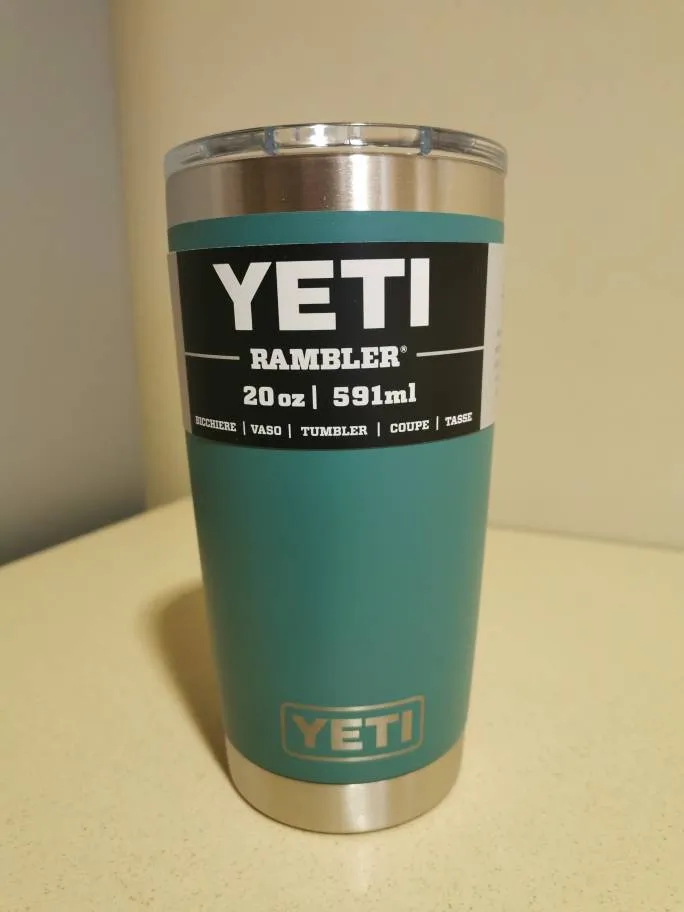 YETI
RAMBLER®
20 oz | 591ml
BICCHIERE | VASO | TUMBLER | COUPE | TASSE
YETI